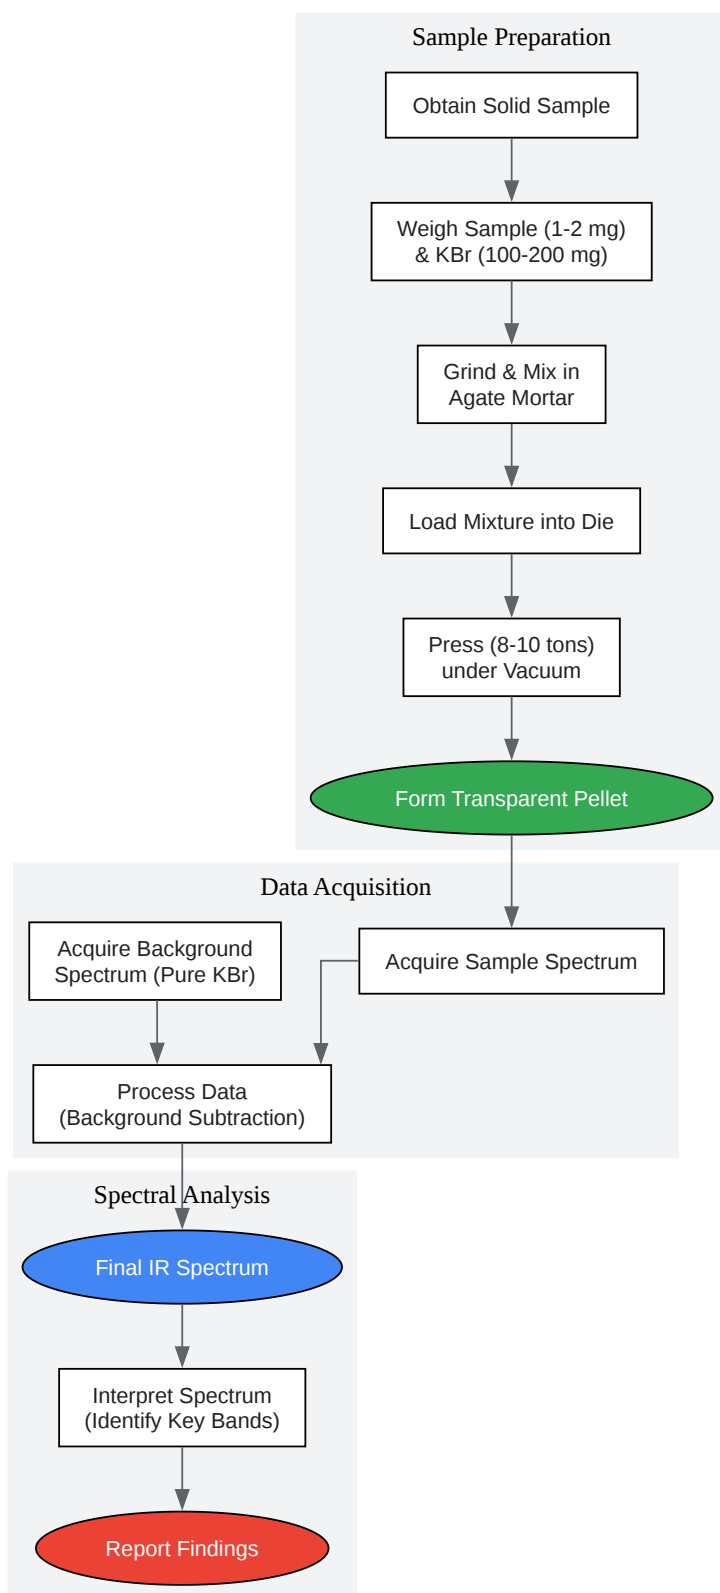 Sample Preparation
Obtain Solid Sample
Weigh Sample (1-2 mg)
& KBr (100-200 mg)
Grind & Mix in
Agate Mortar
Load Mixture into Die
Press (8-10 tons)
under Vacuum
Form Transparent Pellet
Data Acquisition
Acquire Background
Spectrum (Pure KBr)
Acquire Sample Spectrum
Process Data
(Background Subtraction)
Spectral Analysis
Final IR Spectrum
Interpret Spectrum
(Identify Key Bands)
Report Findings